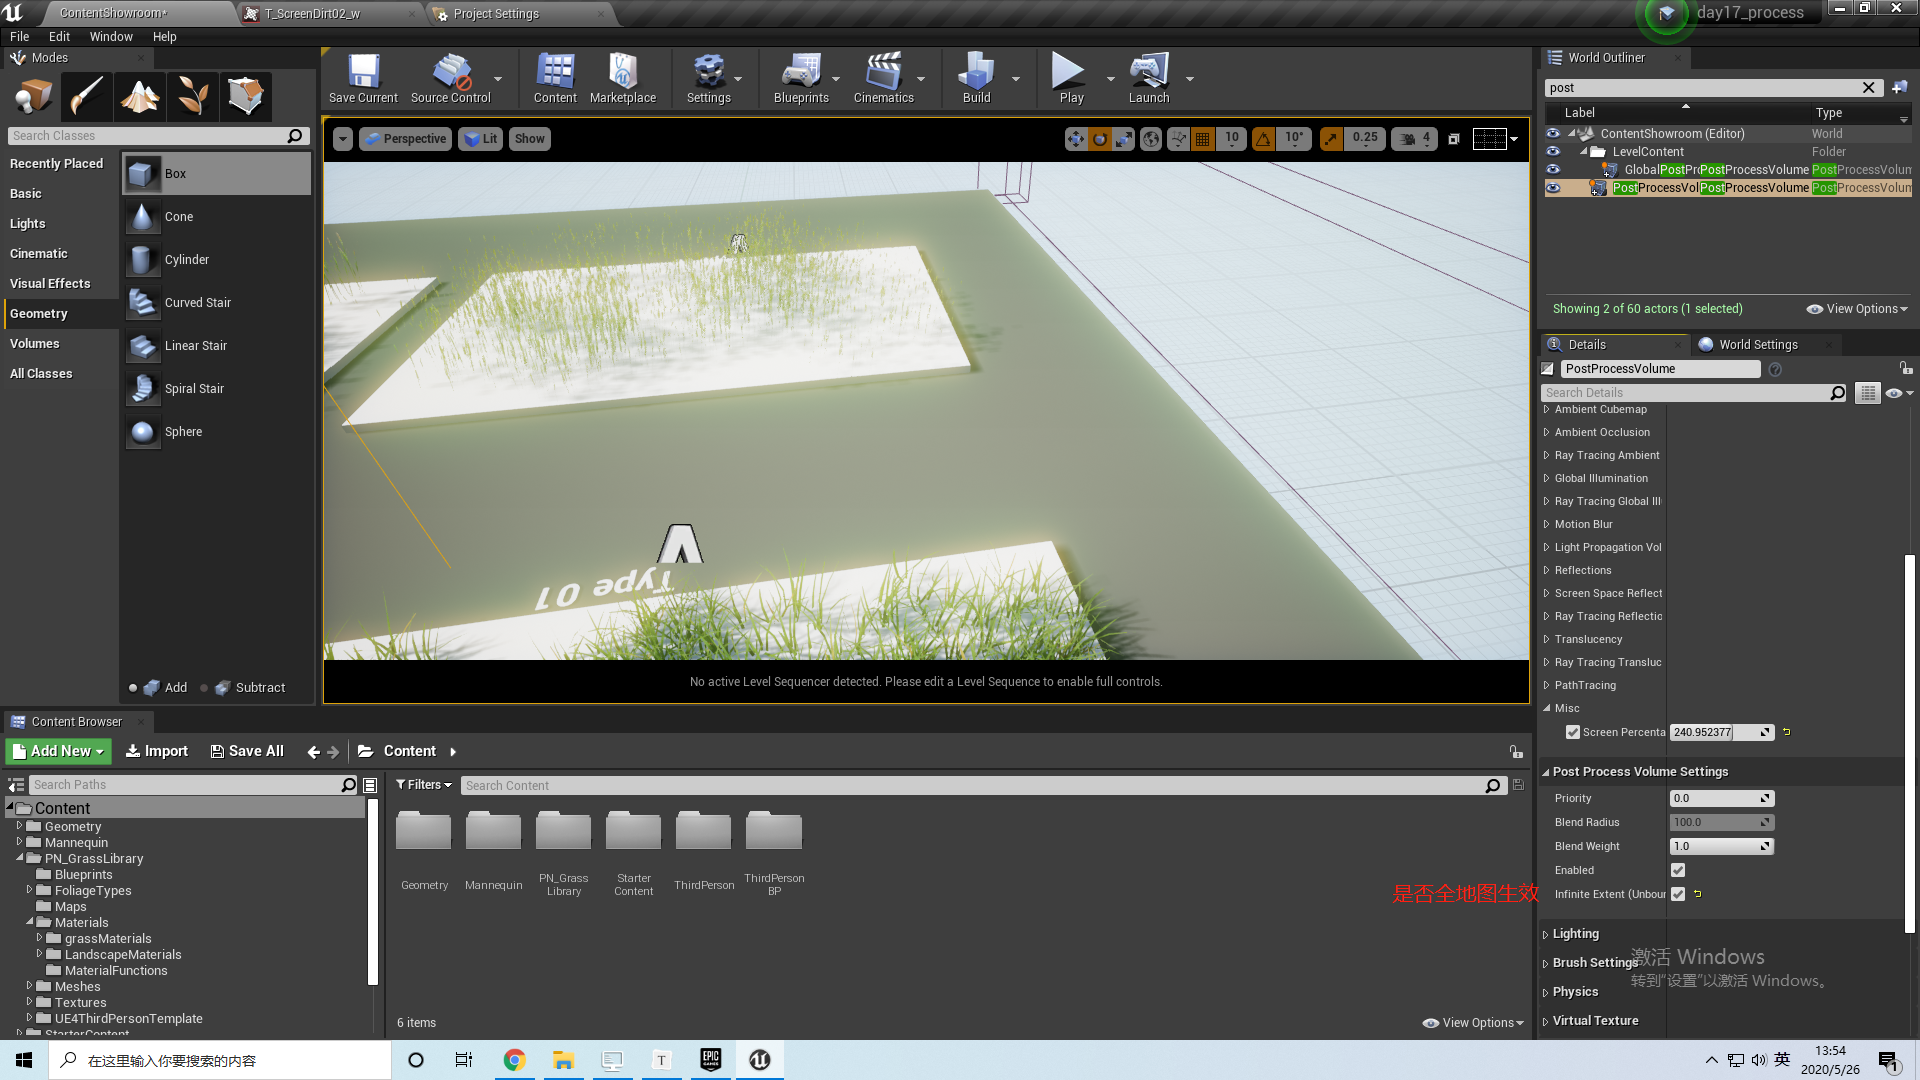 ContentShowroom*
T_ScreenDirt02_w
Project Settings
day17_process
File Edit Window Help
Modes
Search Classes
Recently Placed
Basic
Lights
Cinematic
Visual Effects
Geometry
Volumes
All Classes
Box
Cone
Cylinder
Curved Stair
Linear Stair
Spiral Stair
Sphere
Add
Subtract
Save Current
Source Control
Content
Marketplace
Settings
Blueprints
Cinematics
Build
Play
Launch
Perspective
Lit
Show
10
10°
0.25
4
Type 01
No active Level Sequencer detected. Please edit a Level Sequence to enable full controls.
World Outliner
post
Label Type
ContentShowroom (Editor) World
LevelContent Folder
GlobalPostPrPostProcessVolume PostProcessVolum
PostProcessVolPostProcessVolume PostProcessVolum
Showing 2 of 60 actors (1 selected)
View Options
Details
World Settings
PostProcessVolume
Search Details
Ambient Cubemap
Ambient Occlusion
Ray Tracing Ambient
Global Illumination
Ray Tracing Global Ill
Motion Blur
Light Propagation Vol
Reflections
Screen Space Reflect
Ray Tracing Reflectic
Translucency
Ray Tracing Transluc
PathTracing
Misc
Screen Percenta 240.952377
Post Process Volume Settings
Priority 0.0
Blend Radius 100.0
Blend Weight 1.0
Enabled
Infinite Extent (Unbour
是否全地图生效
Lighting
Brush Settings
Physics
Virtual Texture
激活 Windows
转到“设置”以激活 Windows。
Content Browser
Add New
Import
Save All
Content
Search Paths
Filters
Search Content
Content
Geometry
Mannequin
PN_GrassLibrary
Blueprints
FoliageTypes
Maps
Materials
grassMaterials
LandscapeMaterials
MaterialFunctions
Meshes
Textures
UE4ThirdPersonTemplate
StarterContent
Geometry
Mannequin
PN_Grass
Library
Starter
Content
ThirdPerson
ThirdPerson
BP
6 items
View Options
在这里输入你要搜索的内容
T
EPIC
GAMES
英
13:54
2020/5/26
1